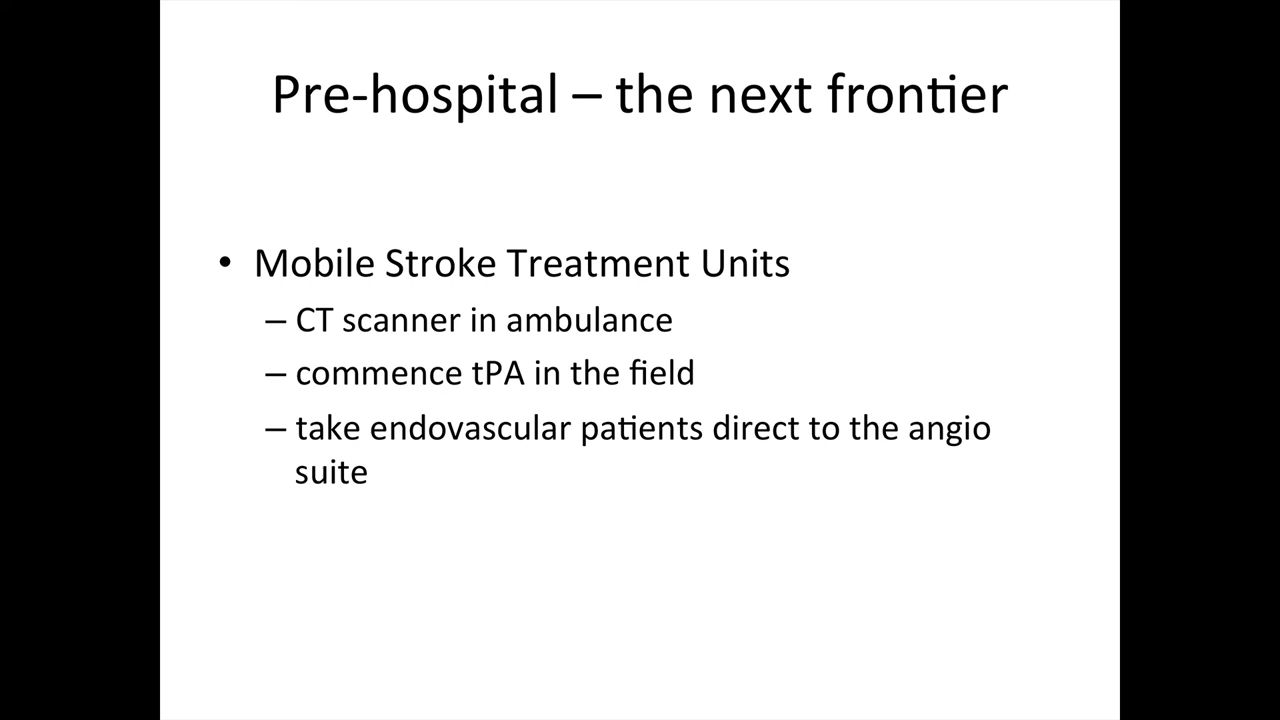 Pre-hospital – the next frontier
• Mobile Stroke Treatment Units
– CT scanner in ambulance
– commence tPA in the field
– take endovascular patients direct to the angio
suite